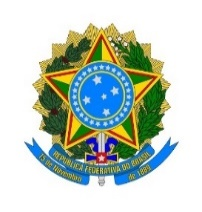 REPÚBLICA FEDERATIVA DO BRASIL
15 de Novembro
de 1889